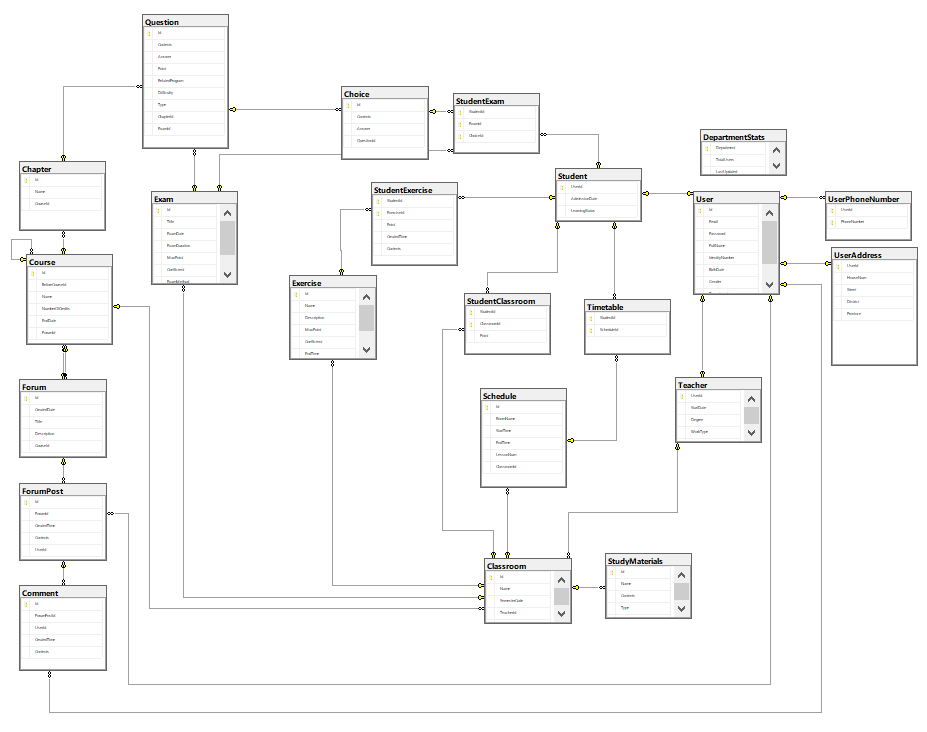 Question
Id
Contents
Answer
Point
RelatedProgram
Difficulty
Type
ChapterId
ExamId
Choice
Id
Contents
Answer
QuestionId
StudentExam
StudentId
ExamId
ChoiceId
DepartmentStats
Department
TotalUsers
LastUpdated
Chapter
Id
Name
CourseId
Exam
Id
Title
ExamDate
ExamDuration
MaxPoint
StudentExercise
StudentId
ExerciseId
Point
CreatedTime
Contents
Student
UserId
AdmissionDate
User
Id
Email
Password
FullName
IdentityNumber
BirthDate
Gender
UserPhoneNumber
UserId
PhoneNumber
UserAddress
UserId
HouseNum
Street
District
Province
Course
Id
Name
NumberOfCredits
EndDate
Exercise
Id
Name
Description
MaxPoint
EndTime
StudentClassroom
StudentId
ClassroomId
Point
Timetable
StudentId
ScheduleId
Forum
Id
CreatedDate
Title
Description
CourseId
Schedule
Id
RoomName
StartTime
EndTime
LessonNum
ClassroomId
Teacher
UserId
StartDate
Degree
WorkType
ForumPost
Id
ForumId
CreatedTime
Contents
UserId
Classroom
Id
Name
SemesterCode
TeacherId
StudyMaterials
Id
Name
Contents
Type
Comment
Id
ForumPostId
UserId
CreatedTime
Contents